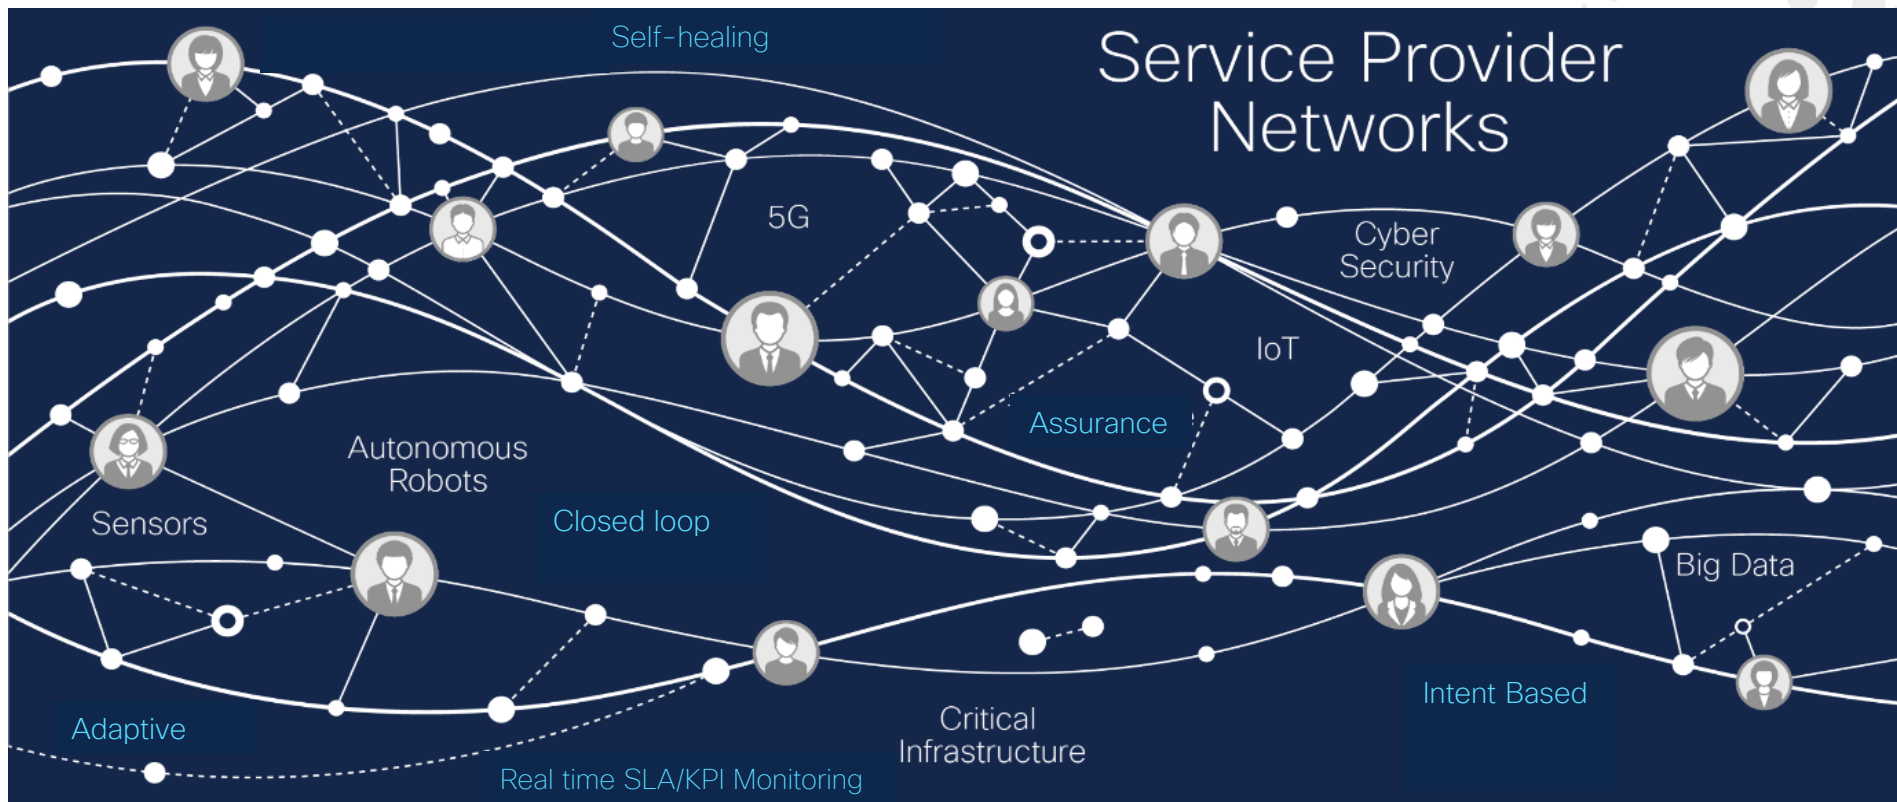 Self-healing
Service Provider
Networks
5G
Cyber
Security
IoT
Assurance
Autonomous
Robots
Closed loop
Sensors
Big Data
Intent Based
Adaptive
Critical
Infrastructure
Real time SLA/KPI Monitoring